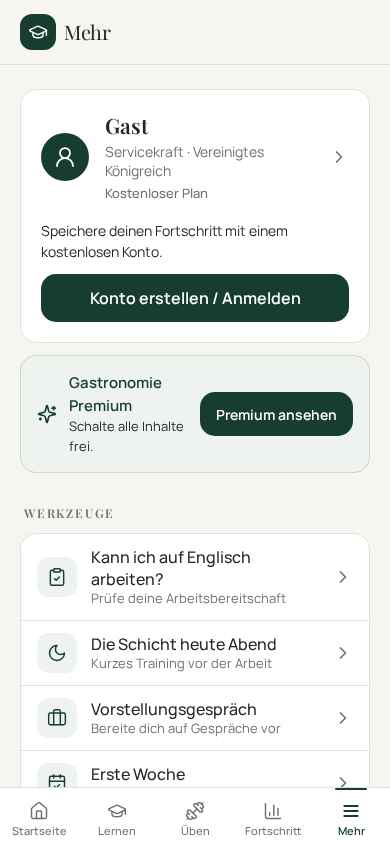 Mehr
Gast
Servicekraft · Vereinigtes
Königreich
Kostenloser Plan
Speichere deinen Fortschritt mit einem
kostenlosen Konto.
Konto erstellen / Anmelden
Gastronomie
Premium
Schalte alle Inhalte
frei.
Premium ansehen
WERKZEUGE
Kann ich auf Englisch
arbeiten?
Prüfe deine Arbeitsbereitschaft
Die Schicht heute Abend
Kurzes Training vor der Arbeit
Vorstellungsgespräch
Bereite dich auf Gespräche vor
Erste Woche
Startseite
Lernen
Üben
Fortschritt
Mehr